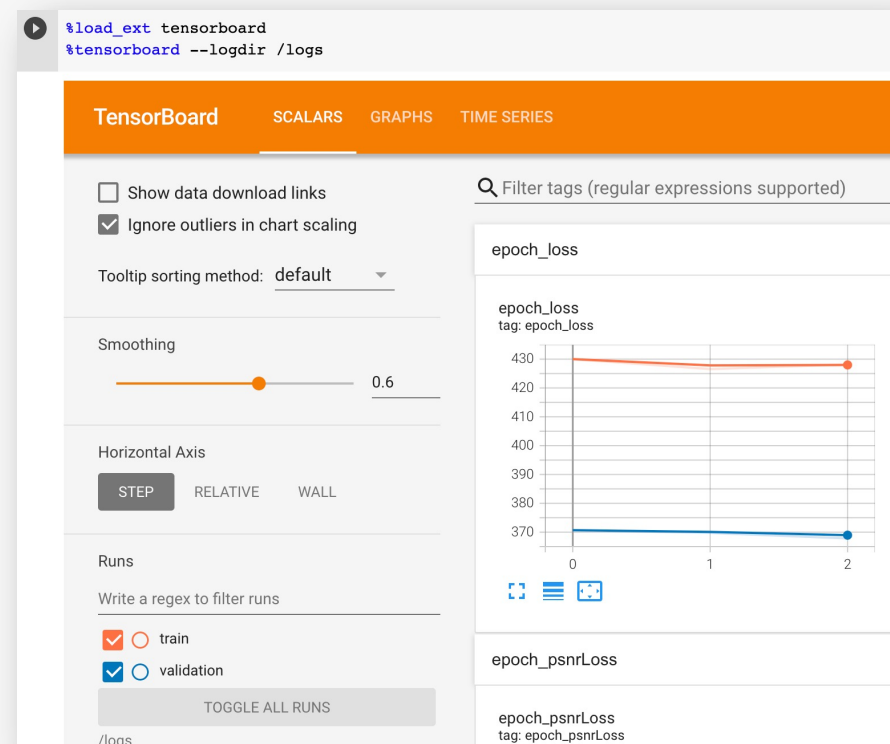 %load_ext tensorboard
%tensorboard --logdir /logs
TensorBoard SCALARS GRAPHS TIME SERIES
Show data download links
Ignore outliers in chart scaling
Tooltip sorting method: default
Smoothing
0.6
Horizontal Axis
STEP RELATIVE WALL
Runs
Write a regex to filter runs
train
validation
TOGGLE ALL RUNS
/logs
Filter tags (regular expressions supported)
epoch_loss
epoch_loss
tag: epoch_loss
430
420
410
400
390
380
370
0 1 2
epoch_psnrLoss
epoch_psnrLoss
tag: epoch_psnrLoss